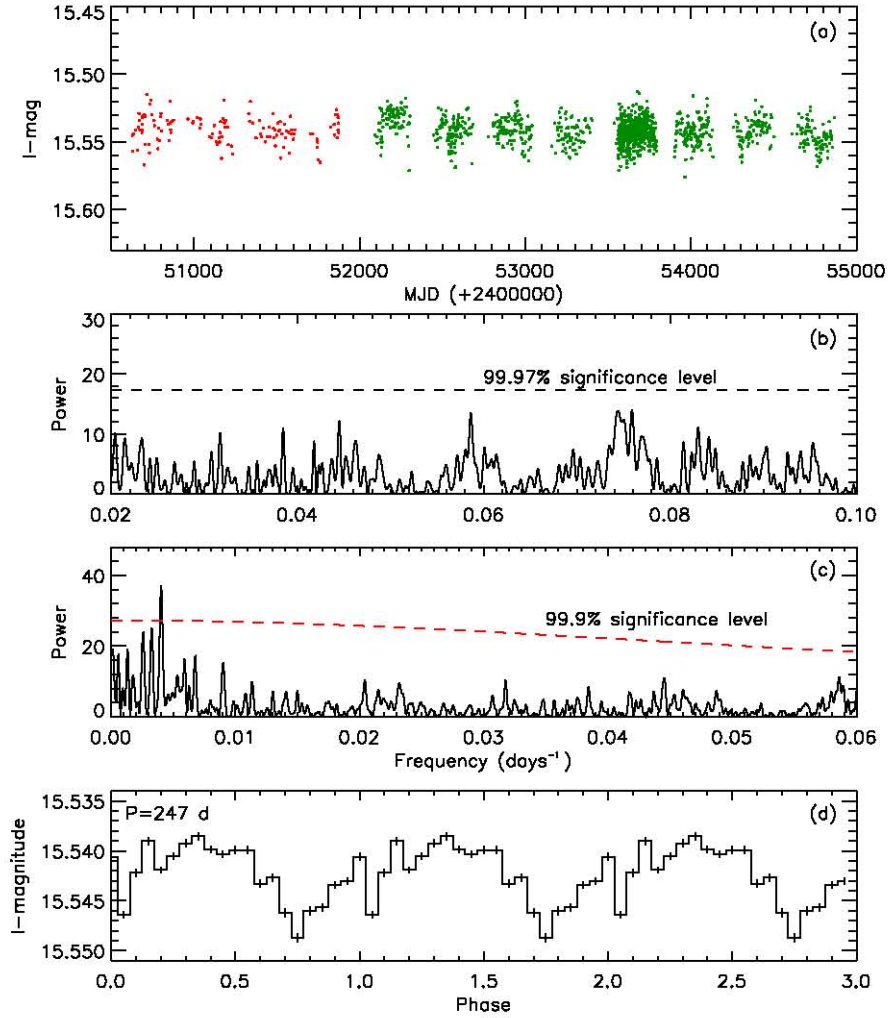 (a)
I-mag
15.45
15.50
15.55
15.60
51000 52000 53000 54000 55000
MJD (+2400000)
(b)
Power
30
20
10
0
99.97% significance level
0.02 0.04 0.06 0.08 0.10
(c)
Power
40
20
0
99.9% significance level
0.00 0.01 0.02 0.03 0.04 0.05 0.06
Frequency (days⁻¹)
P=247 d
(d)
I-magnitude
15.535
15.540
15.545
15.550
0.0 0.5 1.0 1.5 2.0 2.5 3.0
Phase